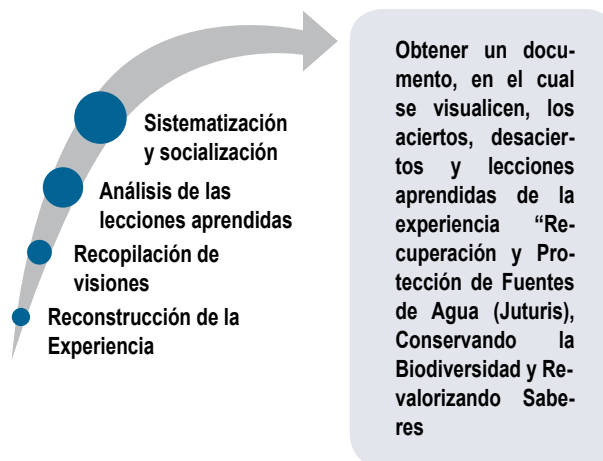 Sistematización
y socialización
Análisis de las
lecciones aprendidas
Recopilación de
visiones
Reconstrucción de la
Experiencia
Obtener un docu-
mento, en el cual
se visualicen, los
aciertos, desacier-
tos y lecciones
aprendidas de la
experiencia “Re-
cuperación y Pro-
tección de Fuentes
de Agua (Juturis),
Conservando la
Biodiversidad y Re-
valorizando Sabe-
res